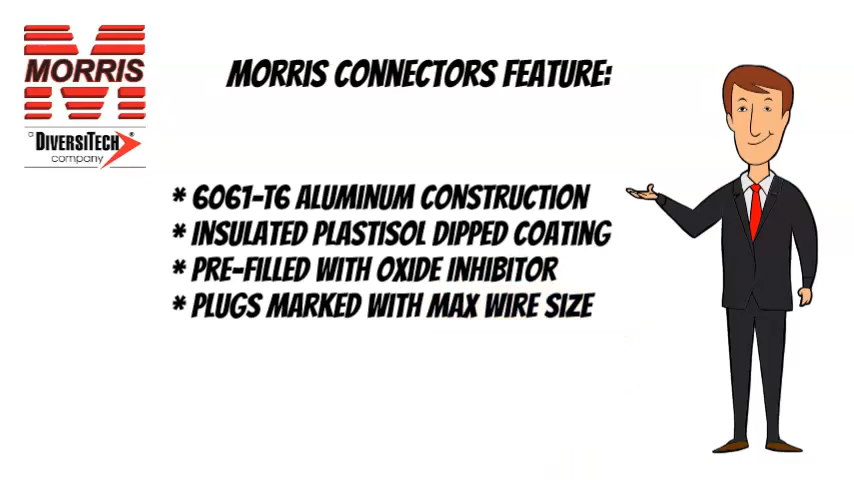 MORRIS
a DIVERSITECH®
company
MORRIS CONNECTORS FEATURE:
* 6061-T6 ALUMINUM CONSTRUCTION
* INSULATED PLASTISOL DIPPED COATING
* PRE-FILLED WITH OXIDE INHIBITOR
* PLUGS MARKED WITH MAX WIRE SIZE